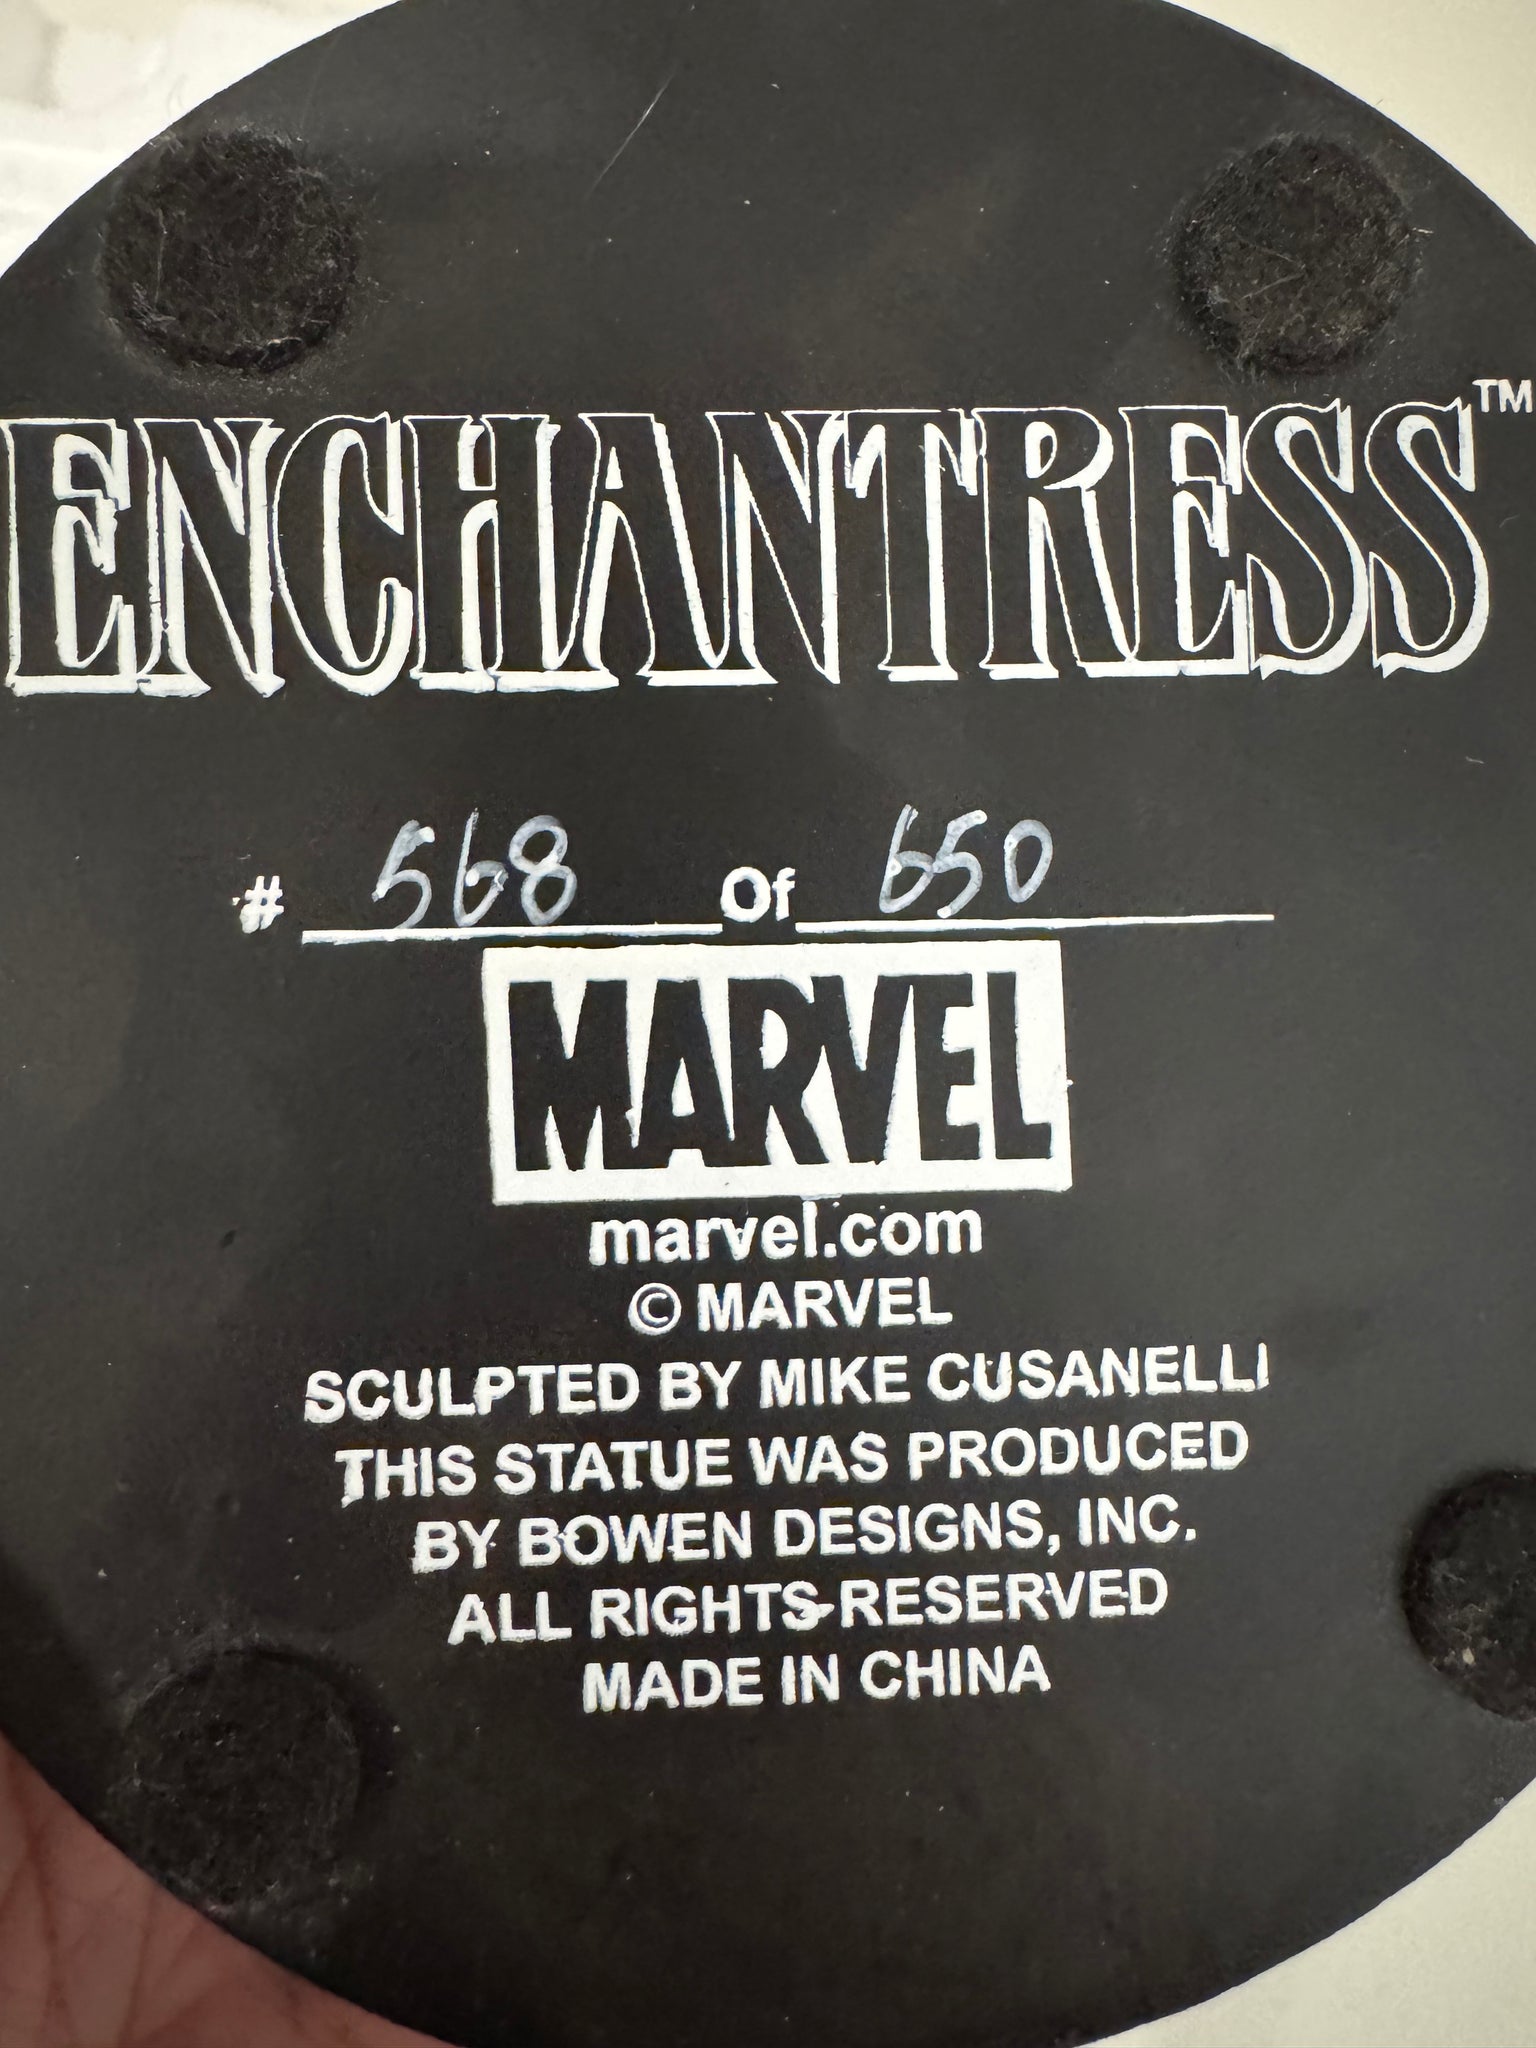 ENCHANTRESS™
# 568 Of 650
MARVEL
marvel.com
© MARVEL
SCULPTED BY MIKE CUSANELLI
THIS STATUE WAS PRODUCED
BY BOWEN DESIGNS, INC.
ALL RIGHTS RESERVED
MADE IN CHINA